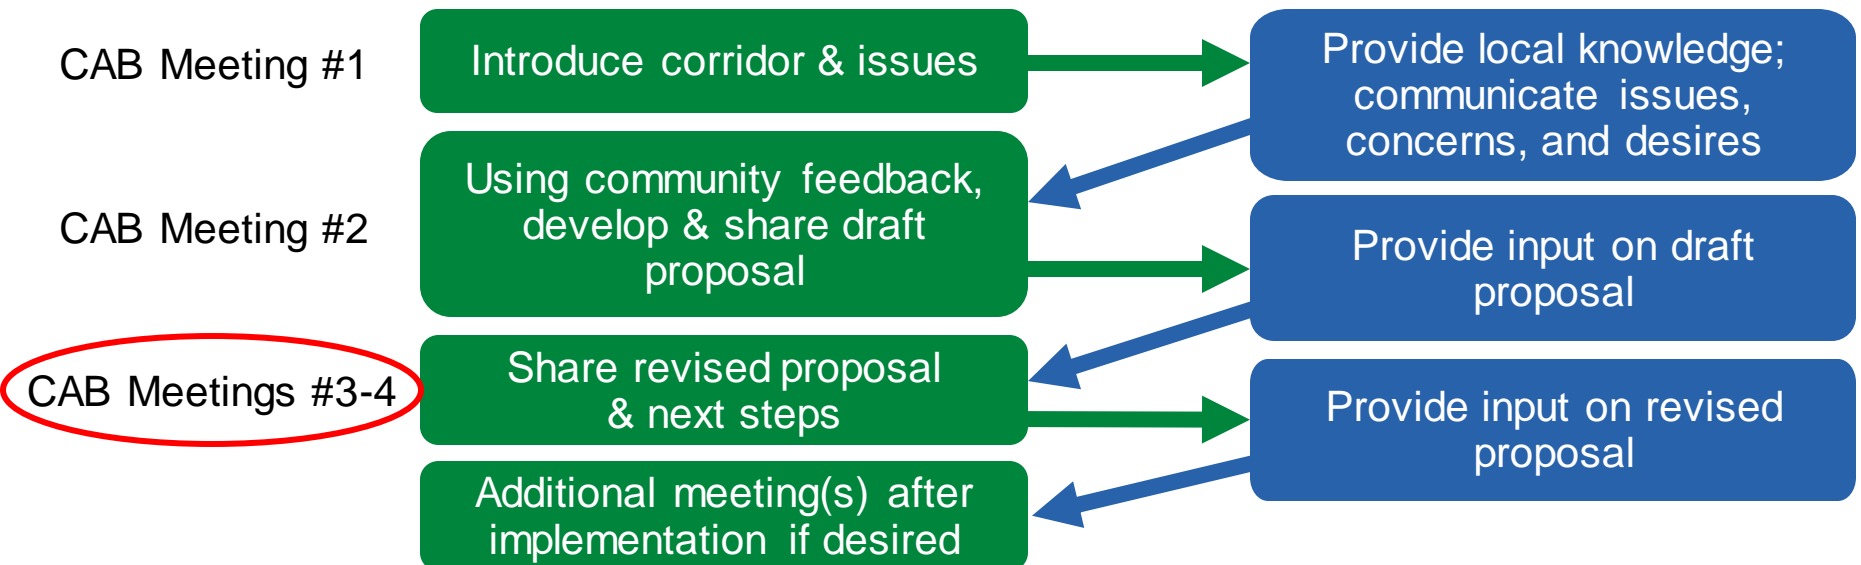 CAB Meeting #1
Introduce corridor & issues
Provide local knowledge;
communicate issues,
concerns, and desires
CAB Meeting #2
Using community feedback,
develop & share draft
proposal
Provide input on draft
proposal
CAB Meetings #3-4
Share revised proposal
& next steps
Provide input on revised
proposal
Additional meeting(s) after
implementation if desired